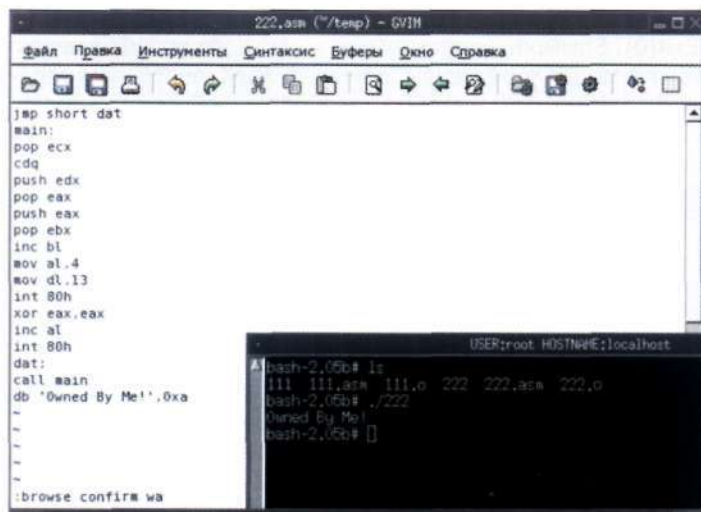 222.asm (~/temp) - GVIM
Файл Правка Инструменты Синтаксис Буферы Окно Справка
jmp short dat
main:
pop ecx
cdq
push edx
pop eax
push eax
pop ebx
inc bl
mov al,4
mov dl,13
int 80h
xor eax,eax
inc al
int 80h
dat:
call main
db 'Owned By Me!',0xa
~
~
~
~
~
:browse confirm wa
USER:root HOSTNAME:localhost
bash-2.05b# ls
111 111.asm 111.o 222 222.asm 222.o
bash-2.05b# ./222
Owned By Me!
bash-2.05b#